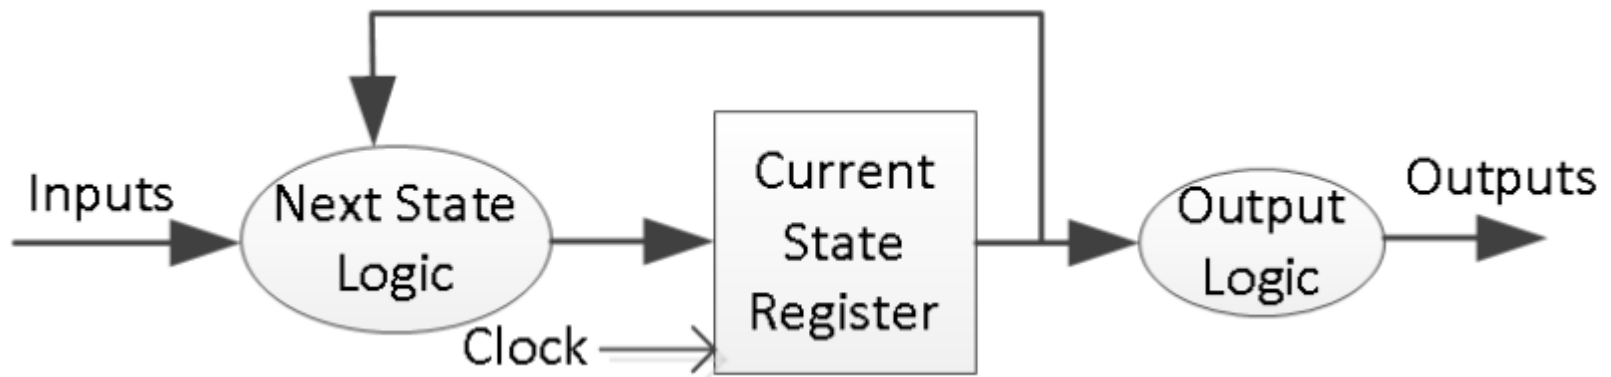 Inputs
Next State
Logic
Clock
Current
State
Register
Output
Logic
Outputs